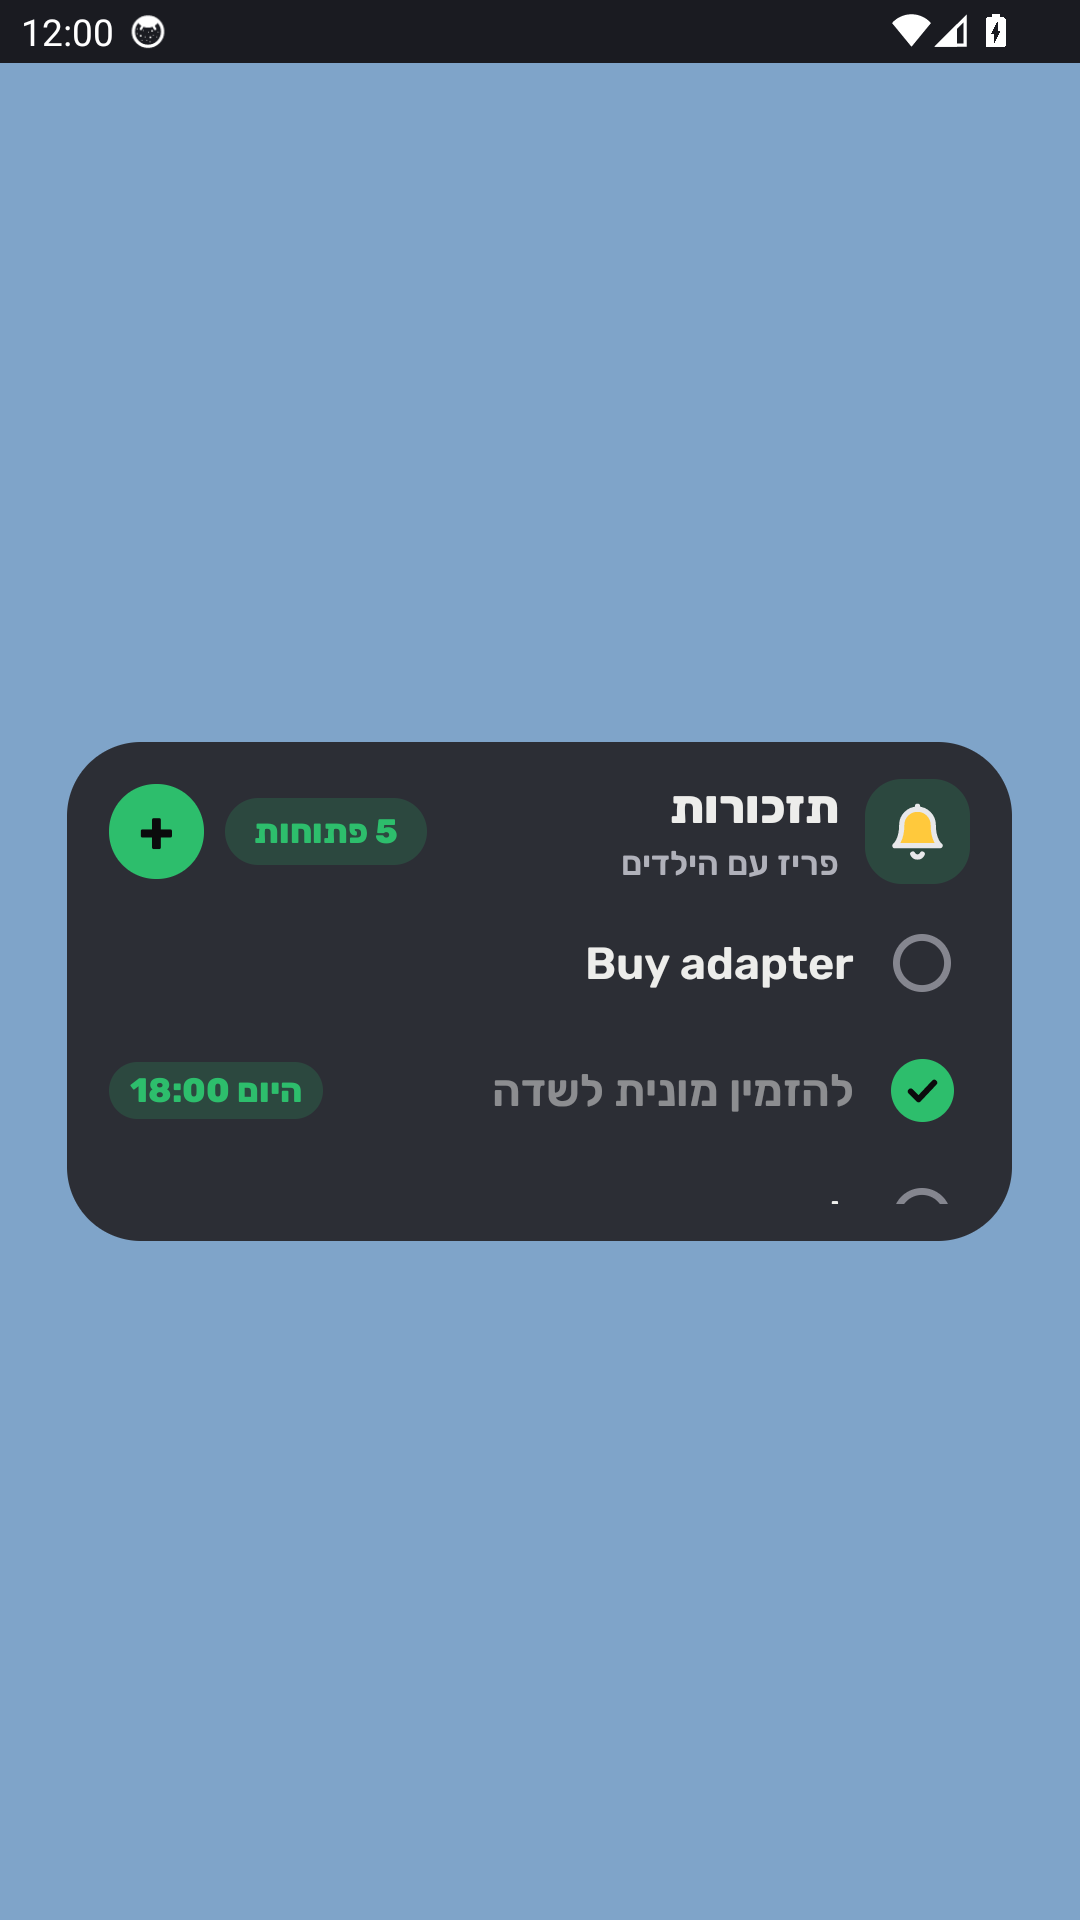 12:00
תזכורות
פריז עם הילדים
5 פתוחות
+
Buy adapter
להזמין מונית לשדה
היום 18:00